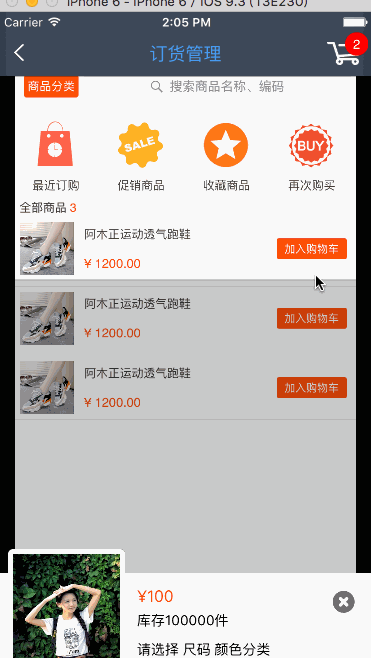 iPhone 6 - iPhone 6 / iOS 9.3 (13E230)
Carrier 2:05 PM
订货管理 2
商品分类 搜索商品名称、编码
SALE BUY
最近订购 促销商品 收藏商品 再次购买
全部商品 3
阿木正运动透气跑鞋
¥ 1200.00 加入购物车
阿木正运动透气跑鞋
¥ 1200.00 加入购物车
阿木正运动透气跑鞋
¥ 1200.00 加入购物车
¥100
库存100000件
请选择 尺码 颜色分类